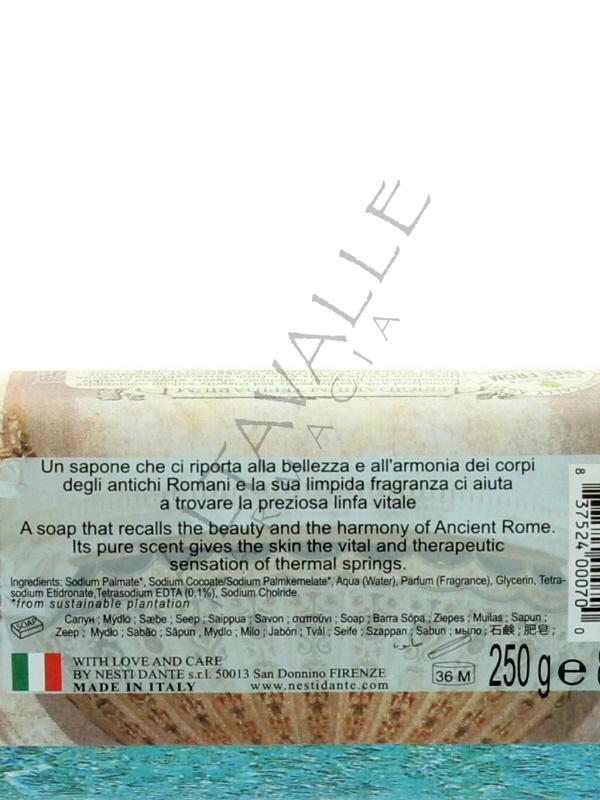 FREE FROM
Un sapone che ci riporta alla bellezza e all'armonia dei corpi
degli antichi Romani e la sua limpida fragranza ci aiuta
a trovare la preziosa linfa vitale
A soap that recalls the beauty and the harmony of Ancient Rome.
Its pure scent gives the skin the vital and therapeutic
sensation of thermal springs.
Ingredients: Sodium Palmate*, Sodium Cocoate/Sodium Palmkernelate*, Aqua (Water), Parfum (Fragrance), Glycerin, Tetra-
sodium Etidronate,Tetrasodium EDTA (0,1%), Sodium Cholride.
*from sustainable plantation
SOAP
Сапун ; Mýdlo ; Sæbe ; Seep ; Saippua ; Savon ; σαπούνι ; Soap ; Barra Sópa ; Ziepes ; Muilas ; Sapun ;
Zeep ; Mydło ; Sabão ; Săpun ; Mydlo ; Milo ; Jabón ; Tvål ; Seife ; Szappan ; Sabun ; мыло ; 石鹸 ; 肥皂 ;
صابون
WITH LOVE AND CARE
BY NESTI DANTE s.r.l. 50013 San Donnino FIRENZE
MADE IN ITALY www.nestidante.com
36 M
250 g e
8 37524 00070 0
AVALLE